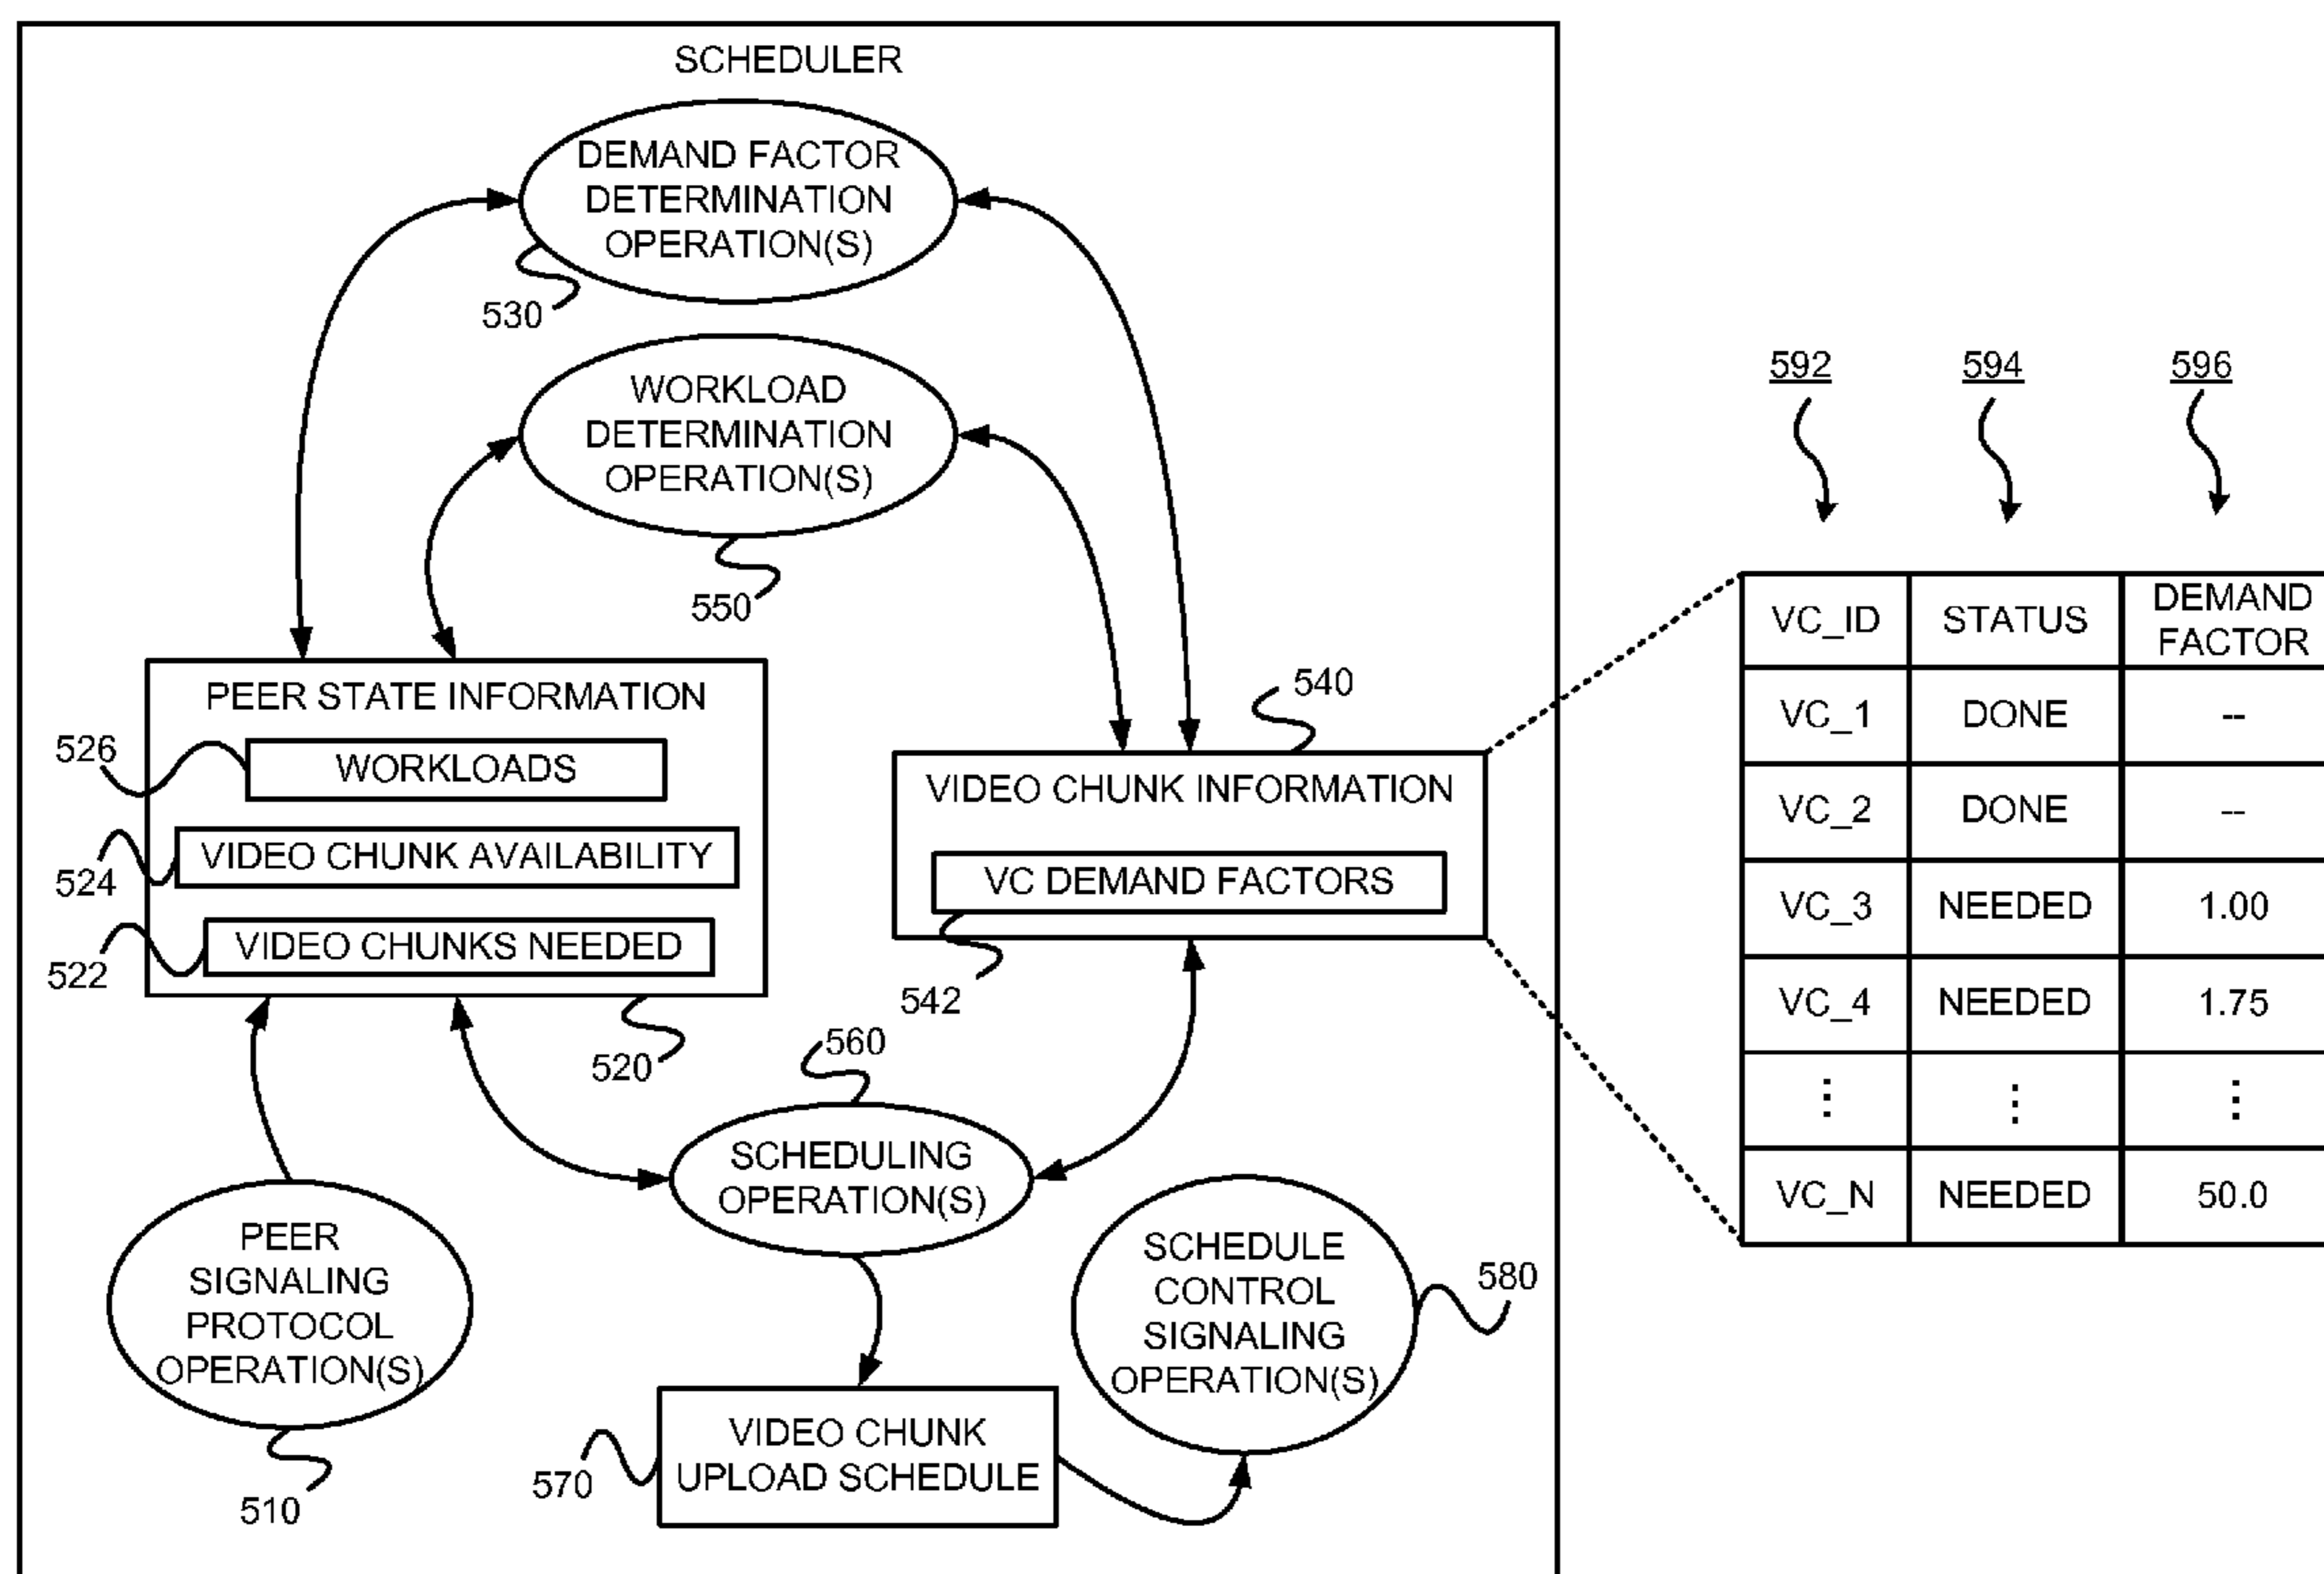 SCHEDULER
DEMAND FACTOR
DETERMINATION
OPERATION(S)
530
WORKLOAD
DETERMINATION
OPERATION(S)
550
PEER STATE INFORMATION
526
WORKLOADS
524
VIDEO CHUNK AVAILABILITY
522
VIDEO CHUNKS NEEDED
520
540
VIDEO CHUNK INFORMATION
VC DEMAND FACTORS
542
560
SCHEDULING
OPERATION(S)
PEER
SIGNALING
PROTOCOL
OPERATION(S)
510
SCHEDULE
CONTROL
SIGNALING
OPERATION(S)
580
VIDEO CHUNK
UPLOAD SCHEDULE
570
592 594 596
VC_ID STATUS DEMAND FACTOR
VC_1 DONE --
VC_2 DONE --
VC_3 NEEDED 1.00
VC_4 NEEDED 1.75
⋮ ⋮ ⋮
VC_N NEEDED 50.0